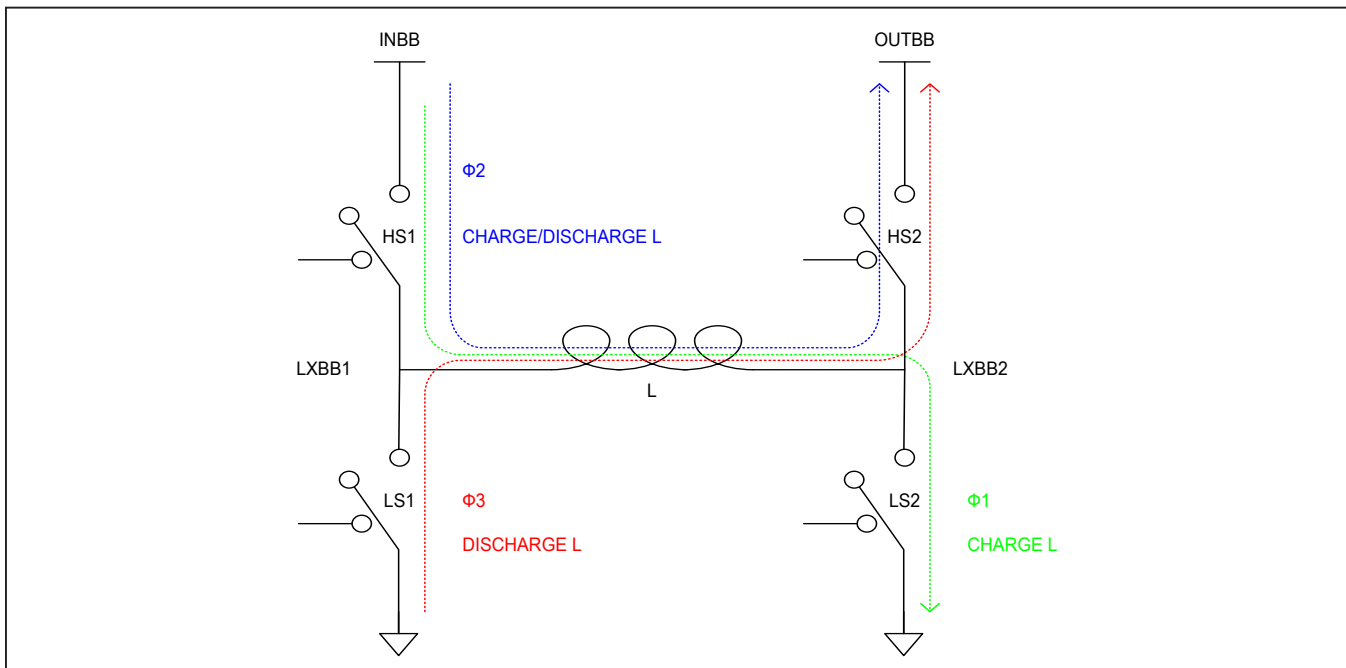 INBB
OUTBB
Φ2
HS1
CHARGE/DISCHARGE L
HS2
LXBB1
LXBB2
L
LS1
Φ3
LS2
Φ1
DISCHARGE L
CHARGE L